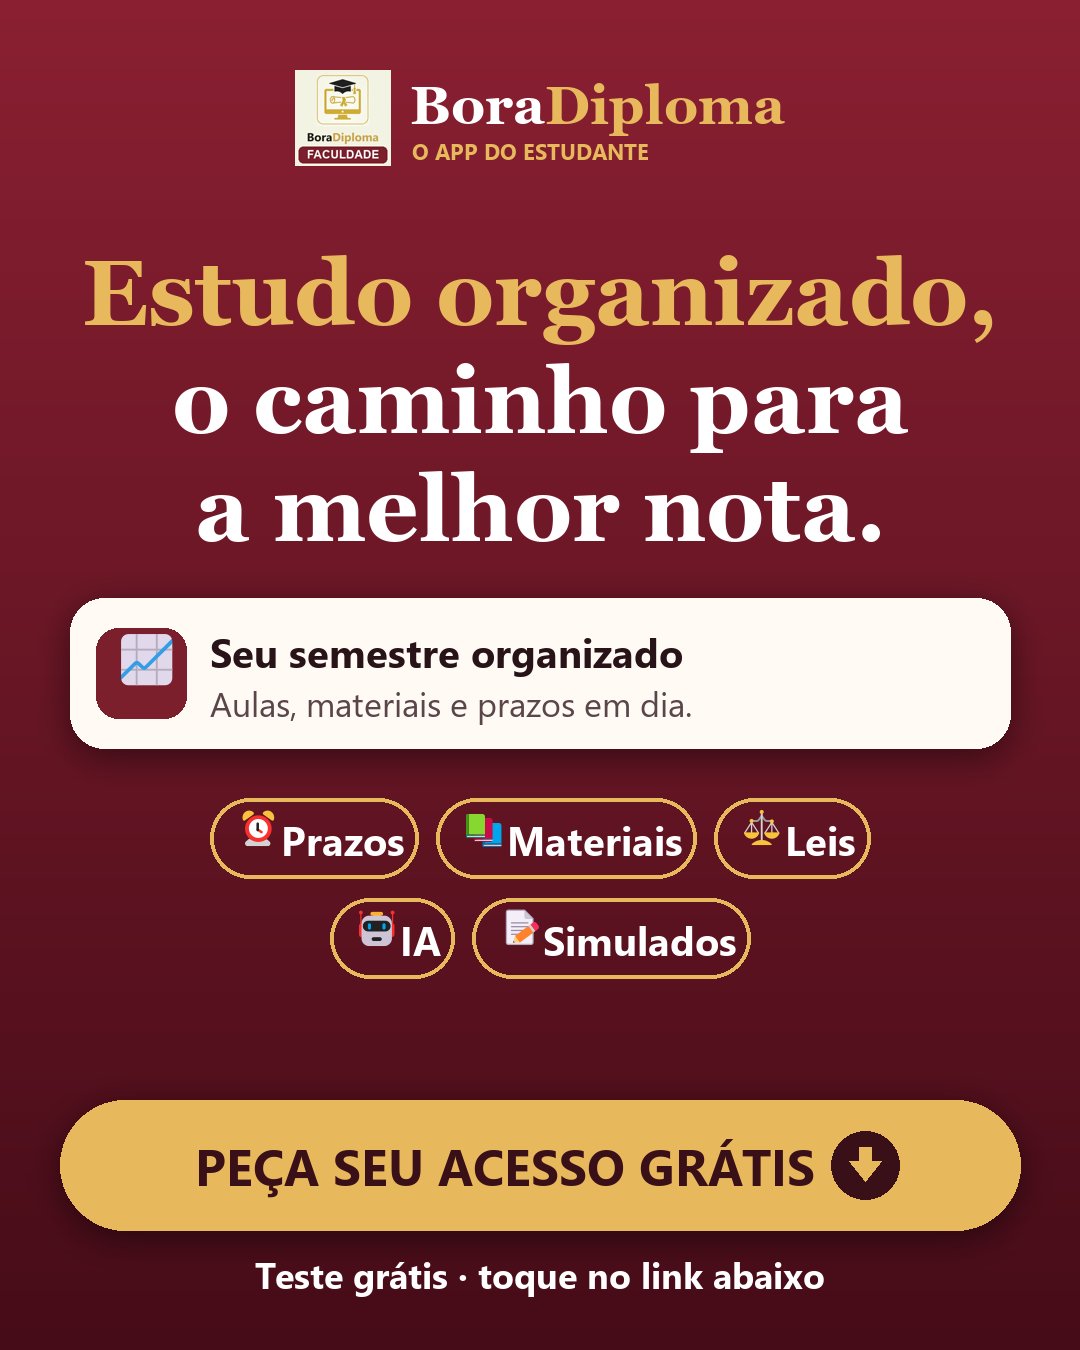 BoraDiploma
FACULDADE
BoraDiploma
O APP DO ESTUDANTE
Estudo organizado,
o caminho para
a melhor nota.
Seu semestre organizado
Aulas, materiais e prazos em dia.
Prazos
Materiais
Leis
IA
Simulados
PEÇA SEU ACESSO GRÁTIS
Teste grátis · toque no link abaixo